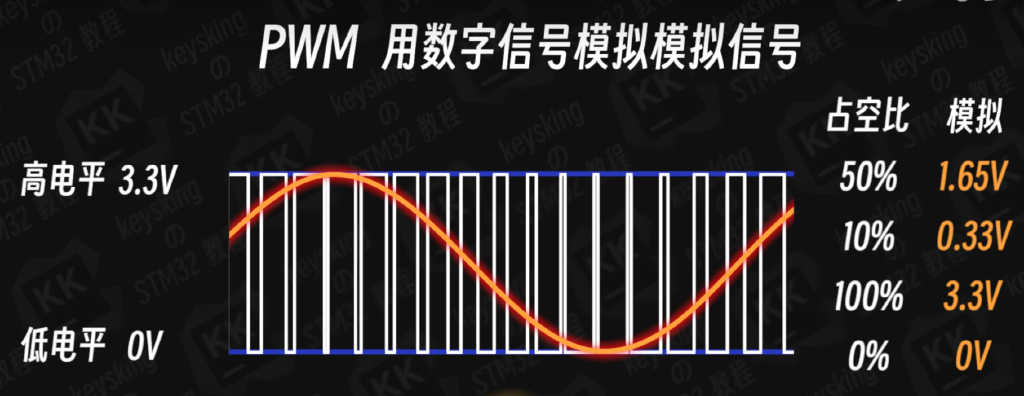 PWM 用数字信号模拟模拟信号
占空比 模拟
高电平 3.3V
50% 1.65V
10% 0.33V
100% 3.3V
低电平 0V
0% 0V
keysking
の
STM32 教程
KK